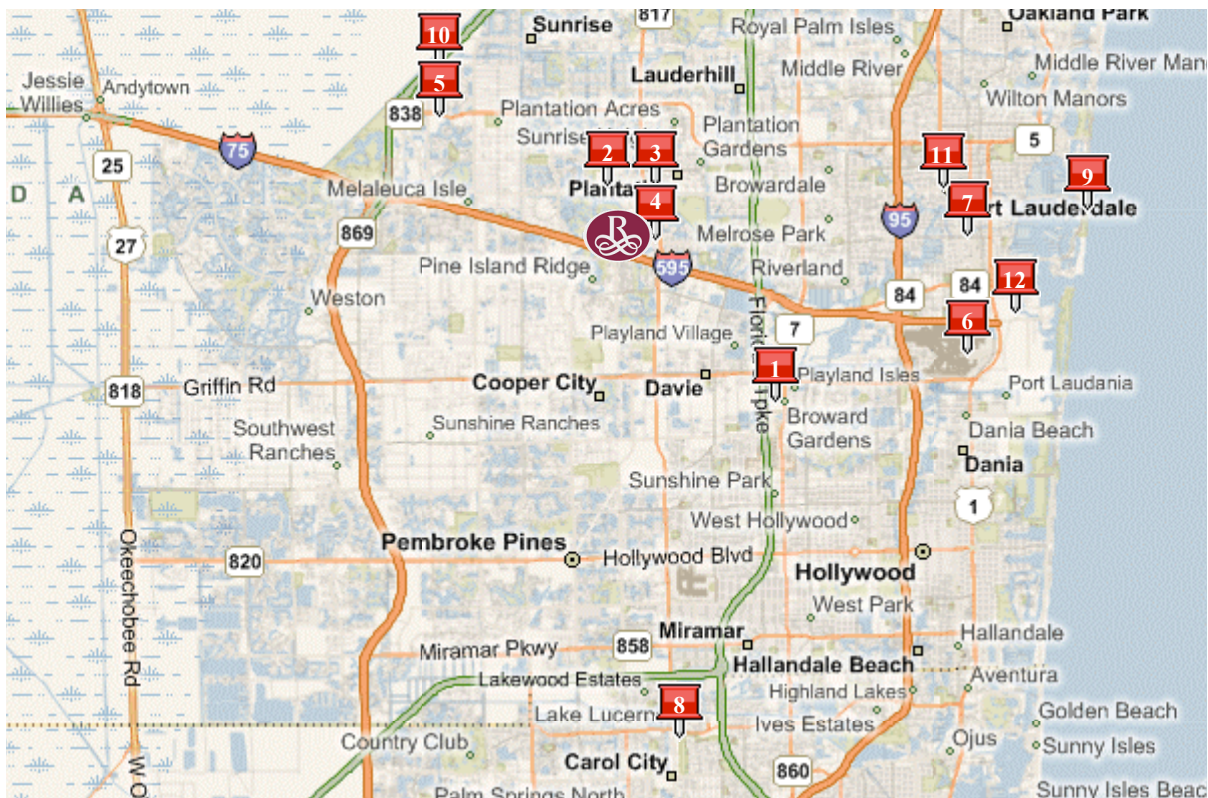 817
Oakland Park
10
Sunrise
Royal Palm Isles
Jessie
Willies
Andytown
5
Lauderhill
Middle River
Middle River
838
Plantation Acres
Wilton Manors
Sunrise
Plantation
Gardens
75
25
2
3
11
5
Melaleuca Isle
Browardale
9
D A
4
7
Lauderdale
27
869
R
Melrose Park
95
Pine Island Ridge
595
Riverland
84
84
12
Weston
Playland Village
7
6
818
Griffin Rd
Cooper City
Davie
1
Playland Isles
Port Laudania
Sunshine Ranches
Broward
Gardens
Dania Beach
Southwest
Ranches
Dania
Sunshine Park
West Hollywood
1
Pembroke Pines
820
Hollywood Blvd
Hollywood
Okeechobee Rd
West Park
Miramar
Hallandale
Miramar Pkwy
858
Hallandale Beach
Lakewood Estates
Aventura
Highland Lakes
8
Lake
Ives Estates
Golden Beach
Country Club
Ojus
Sunny Isles
Carol City
860
Palm Springs North
Sunny Isles